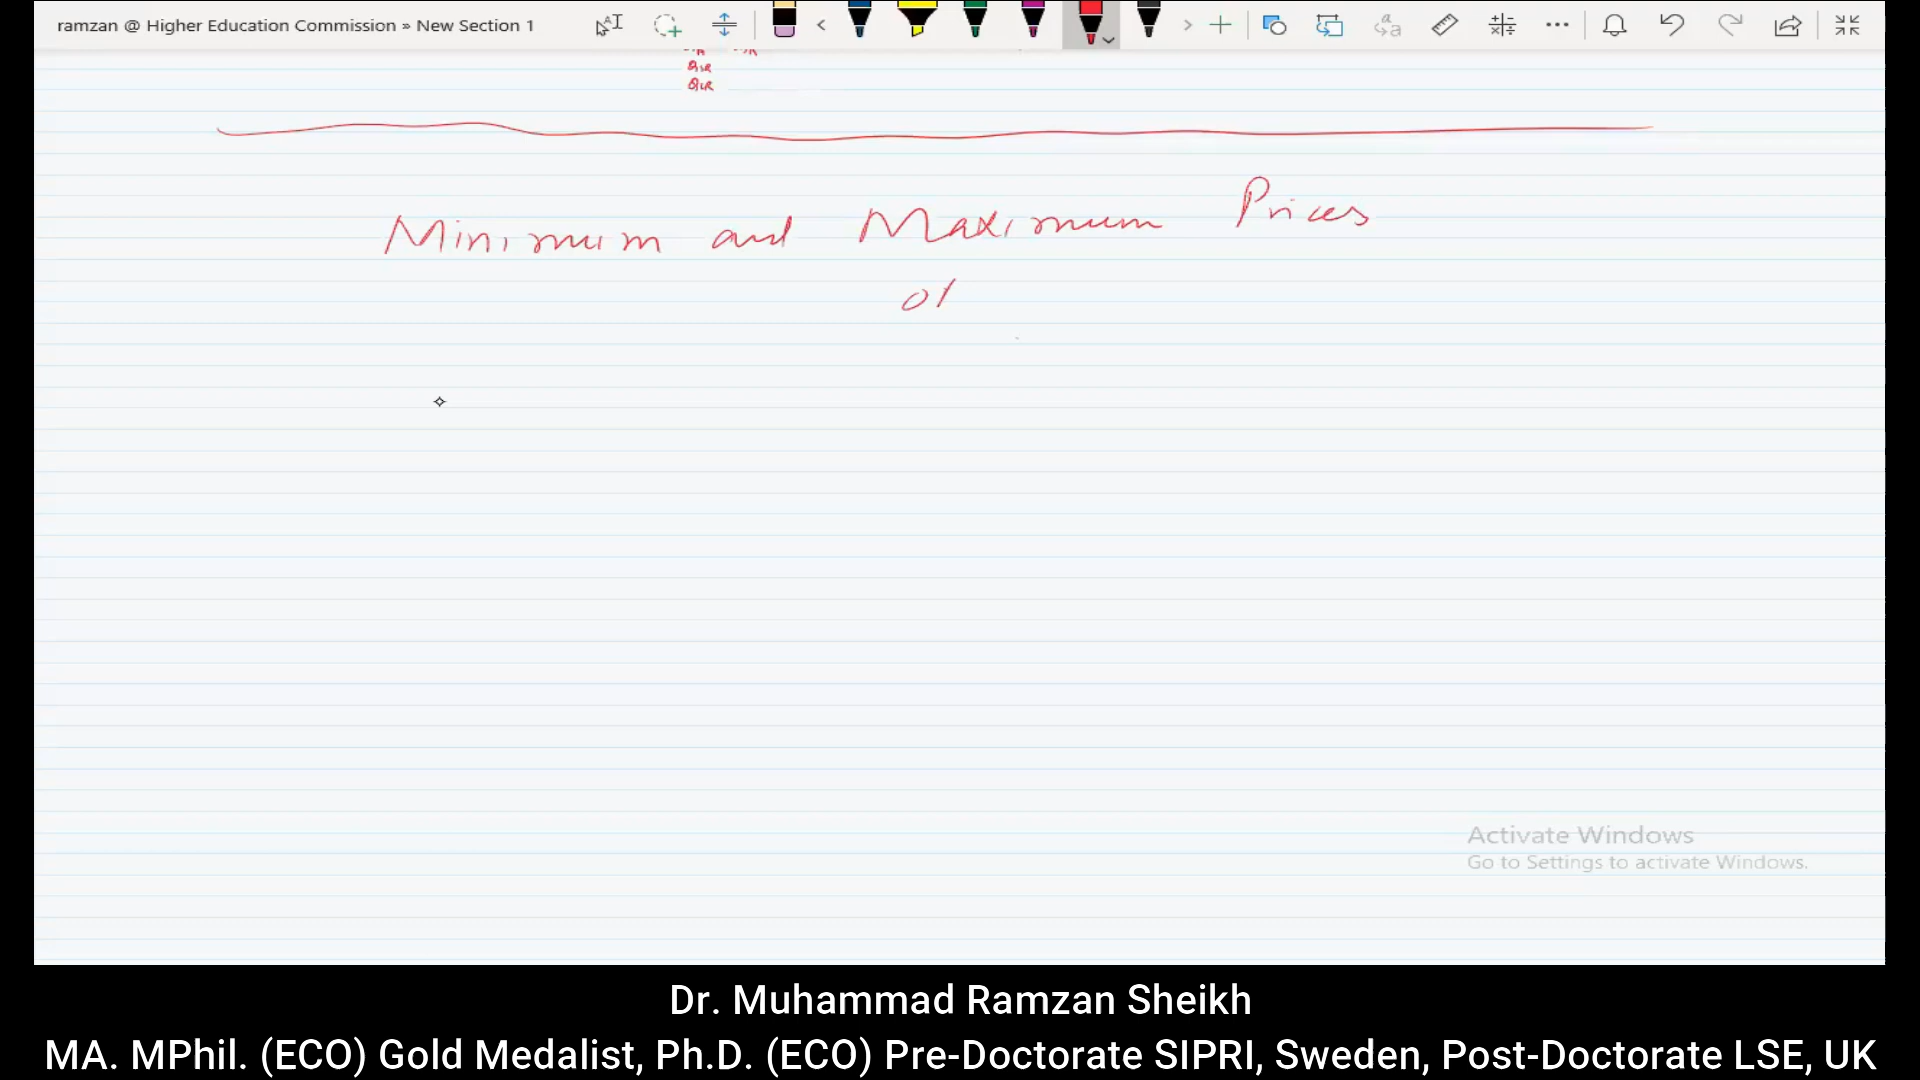 ramzan @ Higher Education Commission » New Section 1
Minimum and Maximum Prices
or
Activate Windows
Go to Settings to activate Windows.
Dr. Muhammad Ramzan Sheikh
MA. MPhil. (ECO) Gold Medalist, Ph.D. (ECO) Pre-Doctorate SIPRI, Sweden, Post-Doctorate LSE, UK